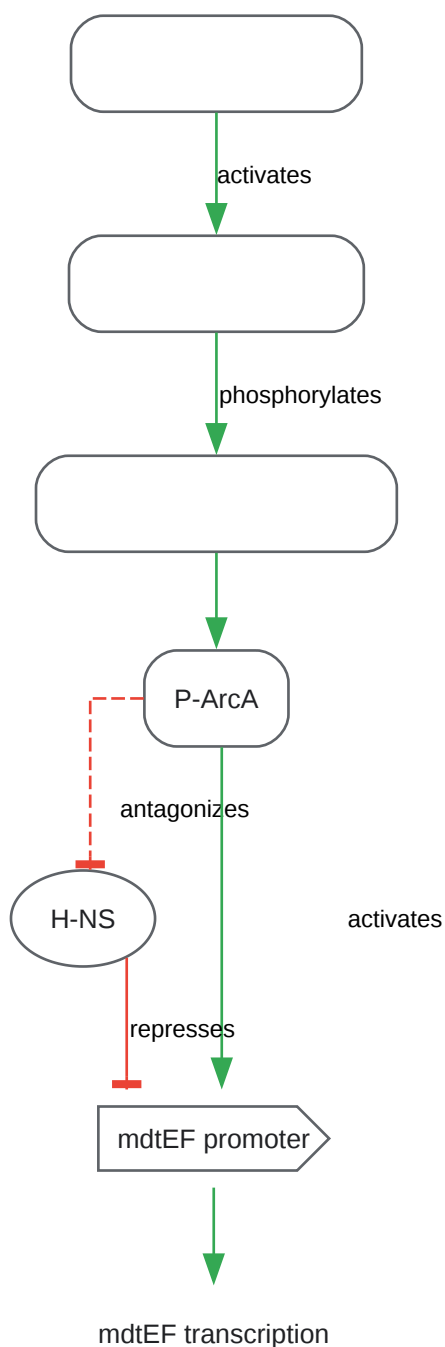 activates
phosphorylates
P-ArcA
antagonizes
H-NS
activates
represses
mdtEF promoter
mdtEF transcription